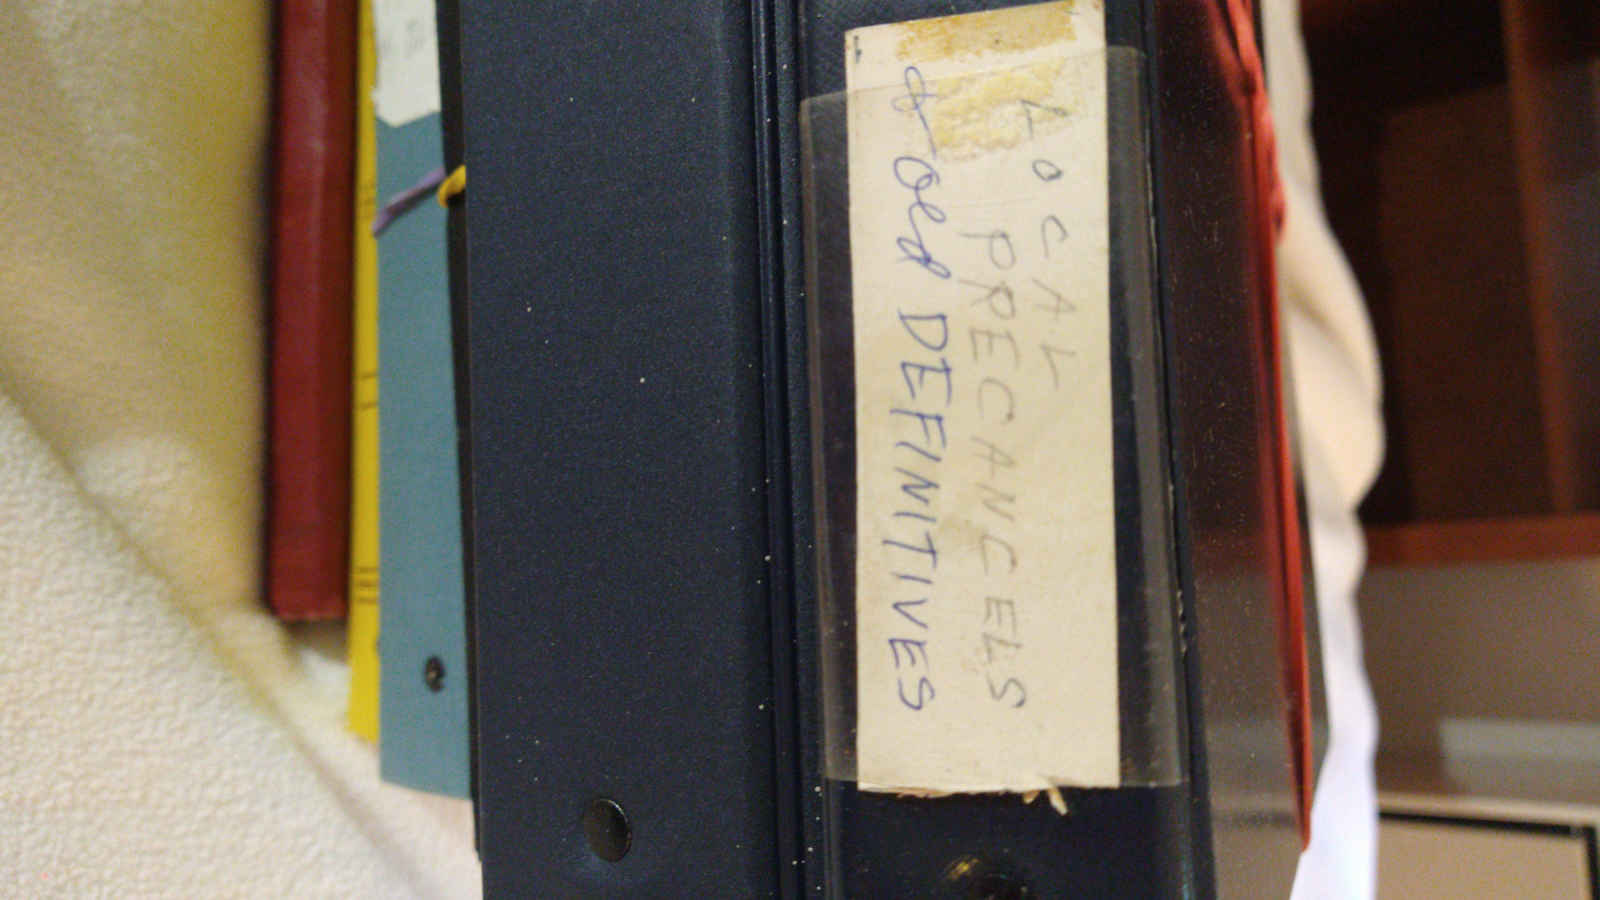 LOCAL
PRECANCELS
& OLD DEFINITIVES